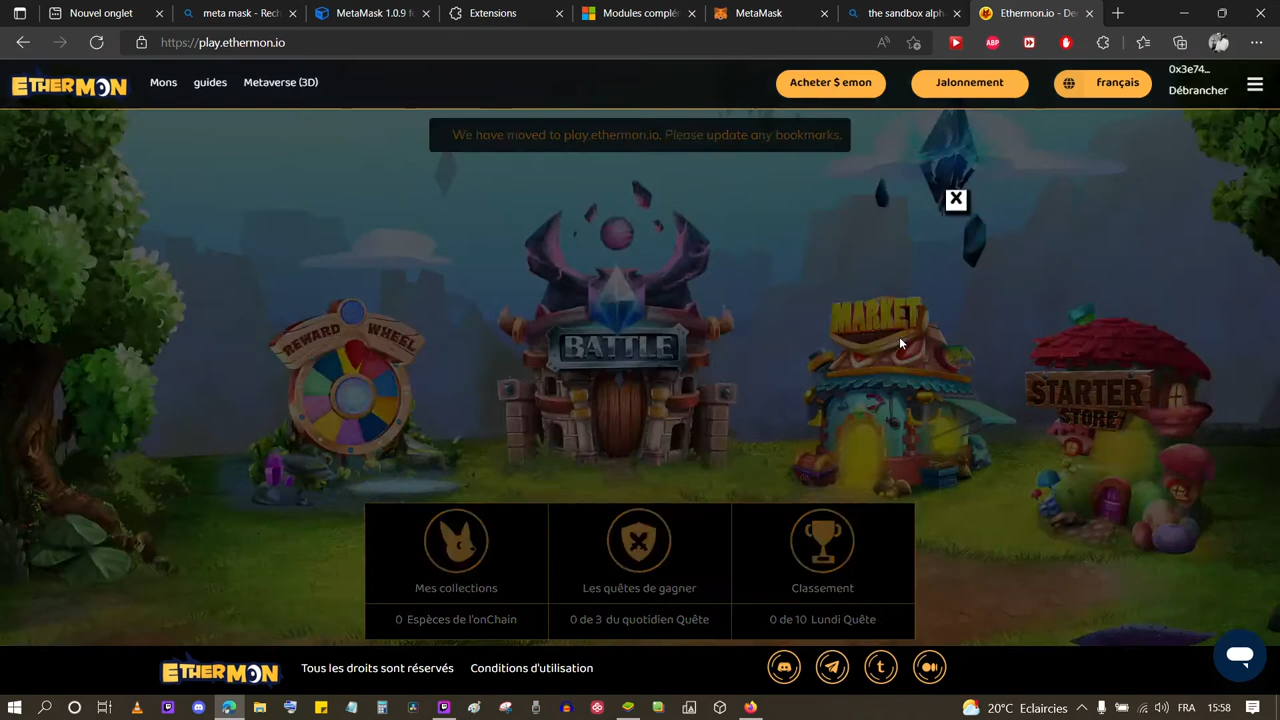 Nouvel onglet
meta mask - Rech
MetaMask 1.0.9 fo
Extensions
Modules complé
MetaMask
the sandbox alph
Ethermon.io - De
https://play.ethermon.io
ABP
ETHERMON
Mons
guides
Metaverse (3D)
Acheter $ emon
Jalonnement
français
0x3e74...
Débrancher
We have moved to play.ethermon.io. Please update any bookmarks.
X
REWARD WHEEL
BATTLE
MARKET
STARTER
STORE
Mes collections
Les quêtes de gagner
Classement
0 Espèces de l'onChain
0 de 3 du quotidien Quête
0 de 10 Lundi Quête
ETHERMON
Tous les droits sont réservés
Conditions d'utilisation
20°C Eclaircies
FRA
15:58